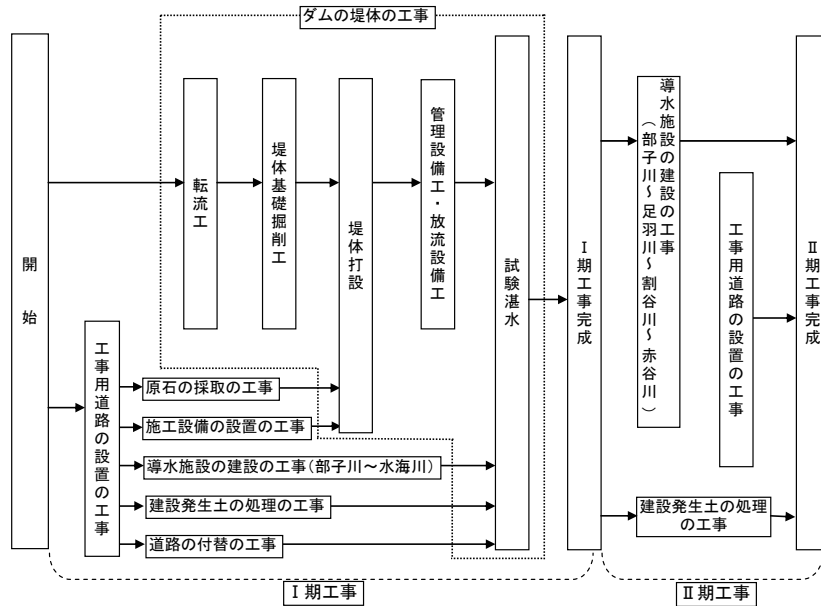 ダムの堤体の工事
開始
転流工
堤体基礎掘削工
堤体打設
管理設備工・放流設備工
試験湛水
Ⅰ期工事完成
導水施設の建設の工事
(部子川~足羽川~割谷川~赤谷川)
工事用道路の設置の工事
Ⅱ期工事完成
工事用道路の設置の工事
原石の採取の工事
施工設備の設置の工事
導水施設の建設の工事(部子川~水海川)
建設発生土の処理の工事
道路の付替の工事
建設発生土の処理
の工事
Ⅰ期工事
Ⅱ期工事